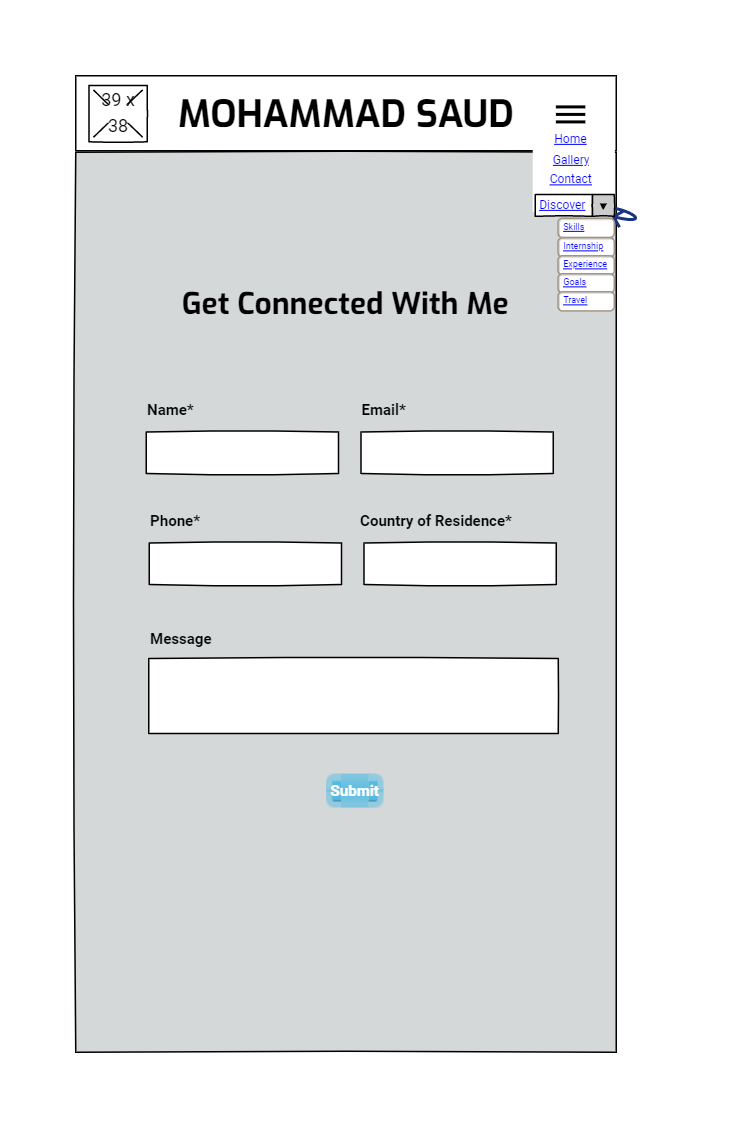 39 x
38
MOHAMMAD SAUD
Home
Gallery
Contact
Discover
Skills
Internship
Experience
Goals
Travel
Get Connected With Me
Name* Email*
Phone* Country of Residence*
Message
Submit